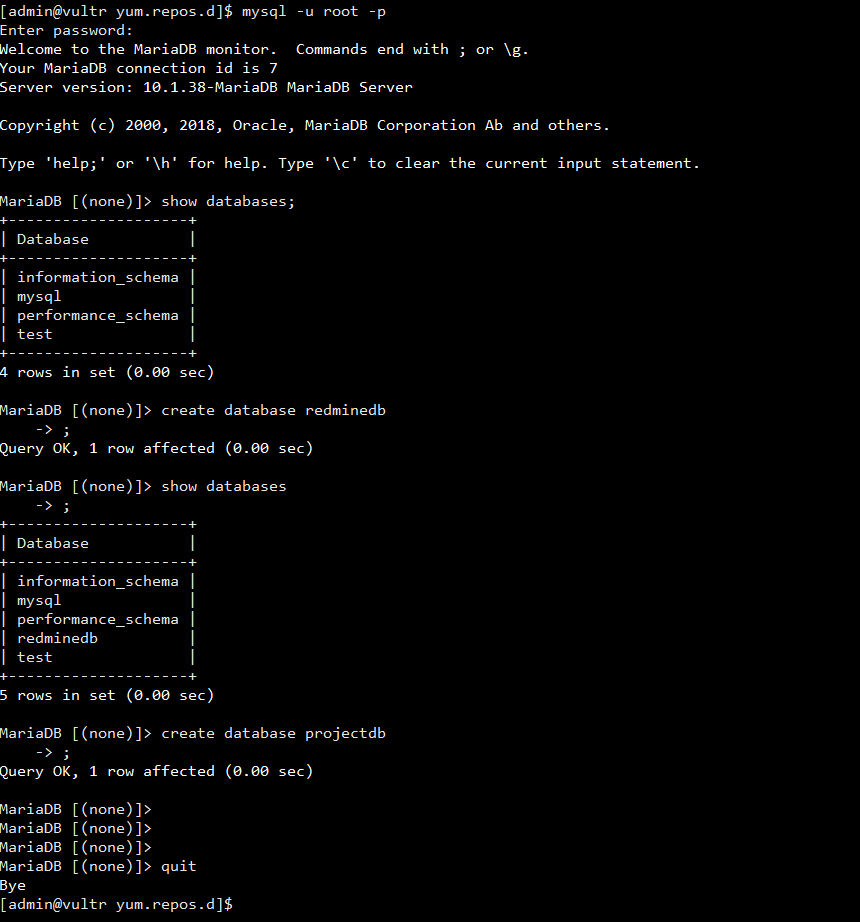 [admin@vultr yum.repos.d]$ mysql -u root -p
Enter password:
Welcome to the MariaDB monitor.  Commands end with ; or \g.
Your MariaDB connection id is 7
Server version: 10.1.38-MariaDB MariaDB Server
Copyright (c) 2000, 2018, Oracle, MariaDB Corporation Ab and others.
Type 'help;' or '\h' for help. Type '\c' to clear the current input statement.
MariaDB [(none)]> show databases;
+--------------------+
| Database           |
+--------------------+
| information_schema |
| mysql              |
| performance_schema |
| test               |
+--------------------+
4 rows in set (0.00 sec)
MariaDB [(none)]> create database redminedb
    -> ;
Query OK, 1 row affected (0.00 sec)
MariaDB [(none)]> show databases
    -> ;
+--------------------+
| Database           |
+--------------------+
| information_schema |
| mysql              |
| performance_schema |
| redminedb          |
| test               |
+--------------------+
5 rows in set (0.00 sec)
MariaDB [(none)]> create database projectdb
    -> ;
Query OK, 1 row affected (0.00 sec)
MariaDB [(none)]>
MariaDB [(none)]>
MariaDB [(none)]>
MariaDB [(none)]> quit
Bye
[admin@vultr yum.repos.d]$